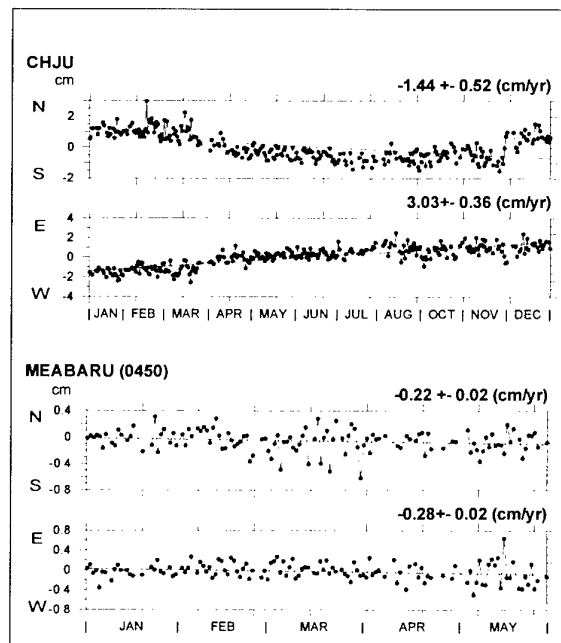 CHJU
cm
-1.44 +- 0.52 (cm/yr)
N
2
0
S
-2
3.03+- 0.36 (cm/yr)
E
4
2
0
-2
W
-4
| JAN | FEB | MAR | APR | MAY | JUN | JUL | AUG | OCT | NOV | DEC |
MEABARU (0450)
cm
-0.22 +- 0.02 (cm/yr)
N
0.4
0
-0.4
S
-0.8
-0.28+- 0.02 (cm/yr)
E
0.8
0.4
0
-0.4
W
-0.8
| JAN | FEB | MAR | APR | MAY |